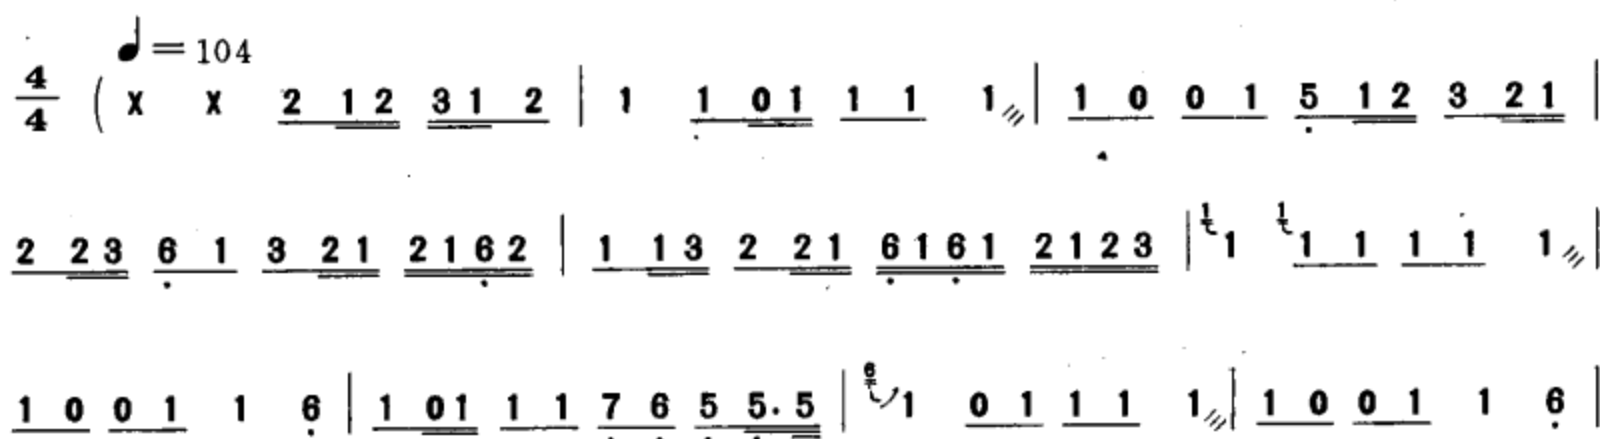 ♩= 104
4/4 ( X X 2 1 2 3 1 2 | 1 1 0 1 1 1 1 | 1 0 0 1 5 1 2 3 2 1 |
2 2 3 6 1 3 2 1 2 1 6 2 | 1 1 3 2 2 1 6 1 6 1 2 1 2 3 | 1 1 1 1 1 1 1 1 |
1 0 0 1 1 6 | 1 0 1 1 1 7 6 5 5. 5 | 6 1 0 1 1 1 1 | 1 0 0 1 1 6 |